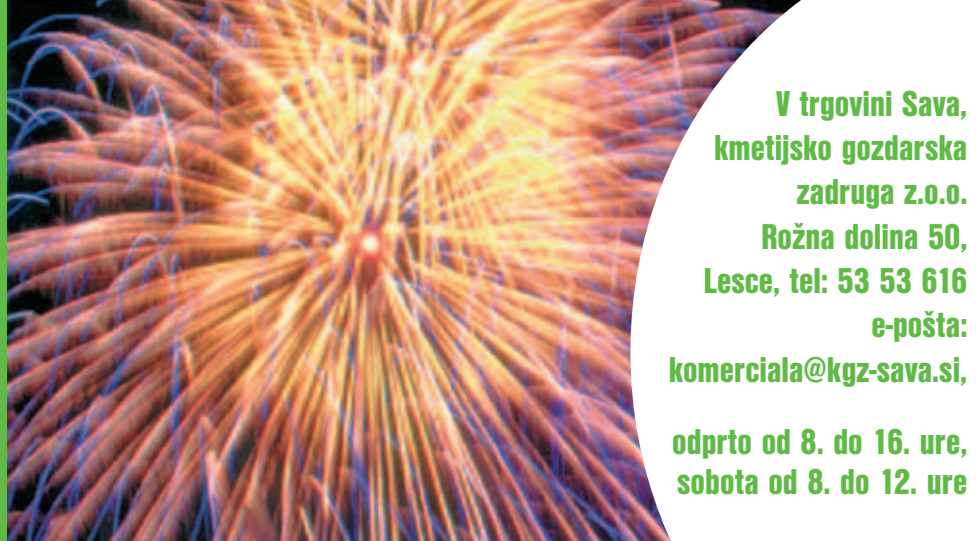 V trgovini Sava,
kmetijsko gozdarska
zadruga z.o.o.
Rožna dolina 50,
Lesce, tel: 53 53 616
e-pošta:
komerciala@kgz-sava.si,
odprto od 8. do 16. ure,
sobota od 8. do 12. ure